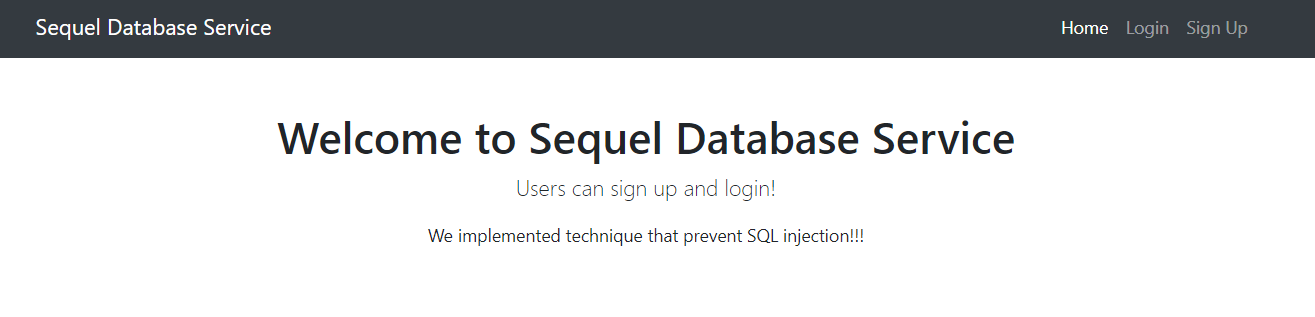 Sequel Database Service
Home Login Sign Up
Welcome to Sequel Database Service
Users can sign up and login!
We implemented technique that prevent SQL injection!!!